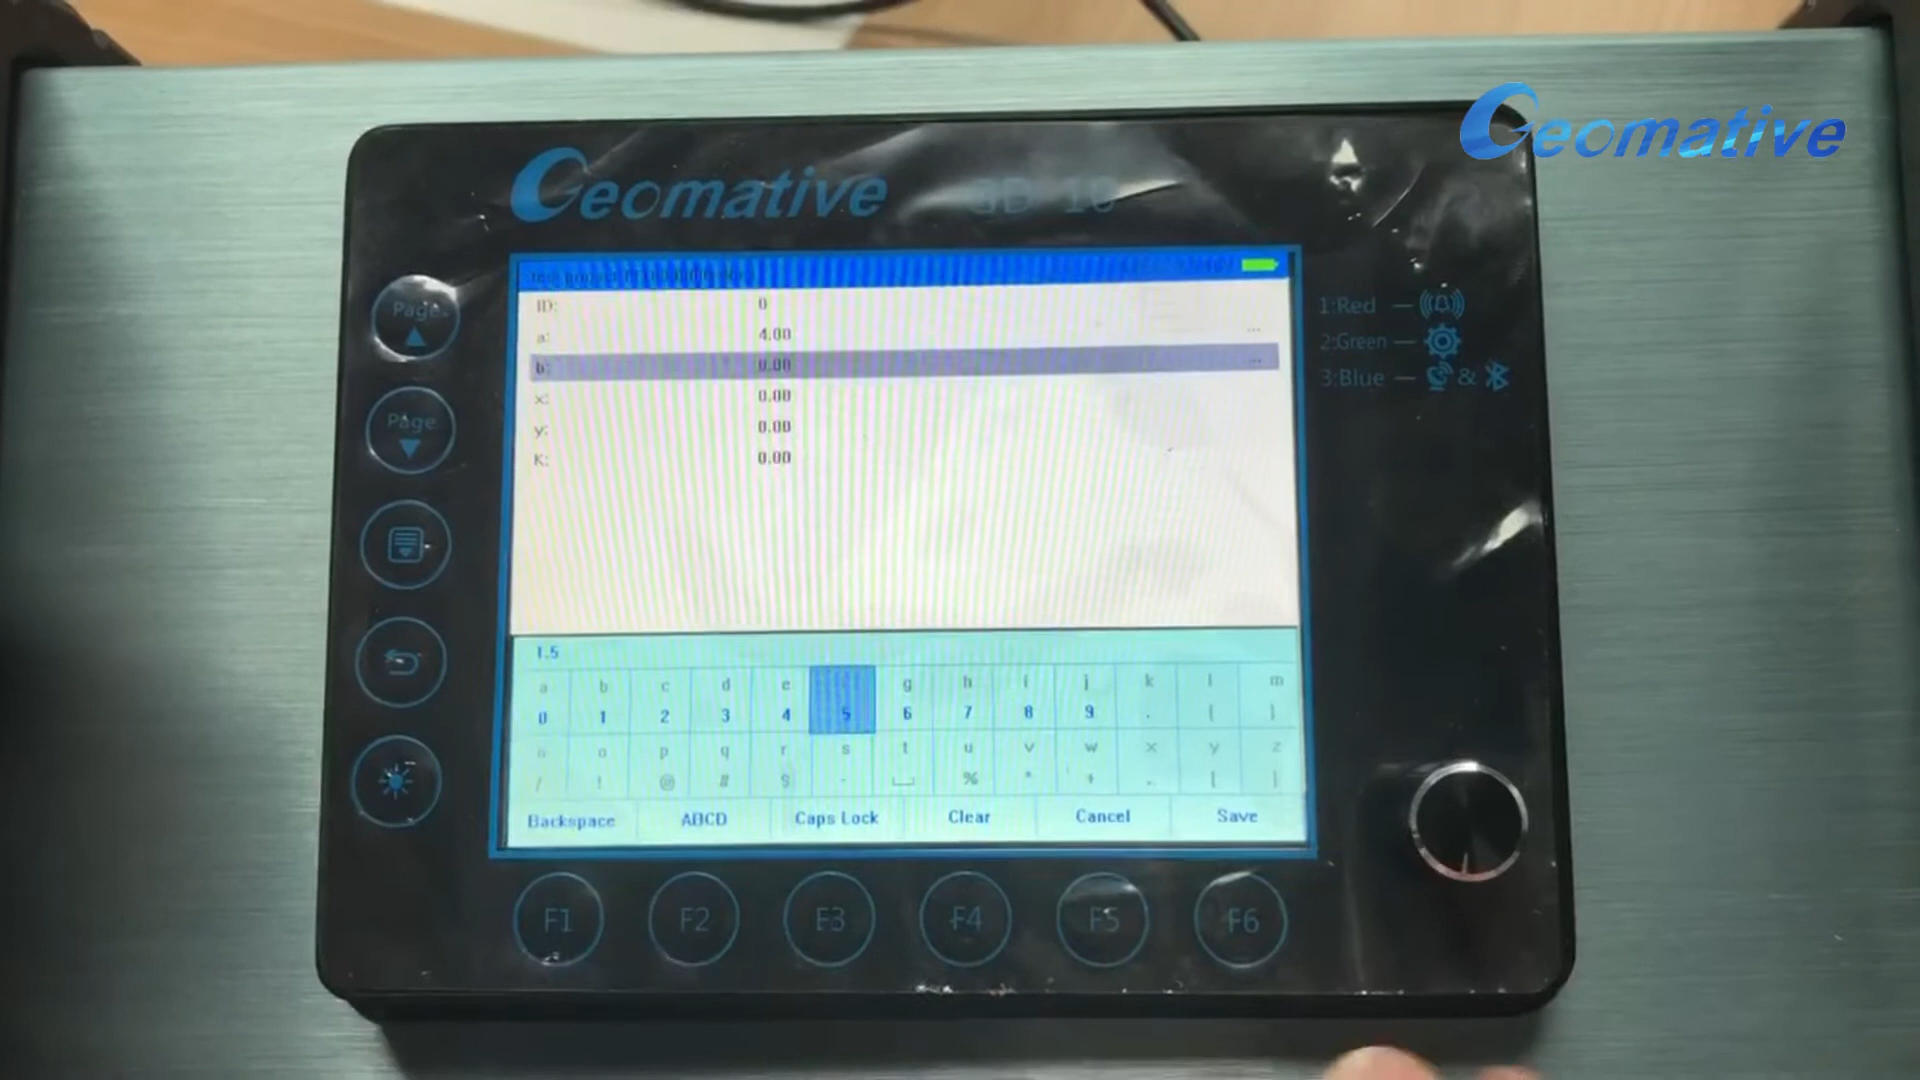 Geomative
Geomative GD-10
ID: 0
a: 4.00 ...
b: 0.00 ...
x: 0.00
y: 0.00
K: 0.00
1.5
a b c d e g h i j k l m
0 1 2 3 4 5 6 7 8 9 . ( )
n o p q r s t u v w x y z
/ ! @ # $ - % * + [ ]
Backspace ABCD Caps Lock Clear Cancel Save
Page
Page
1:Red
2:Green
3:Blue — &
F1 F2 F3 F4 F5 F6